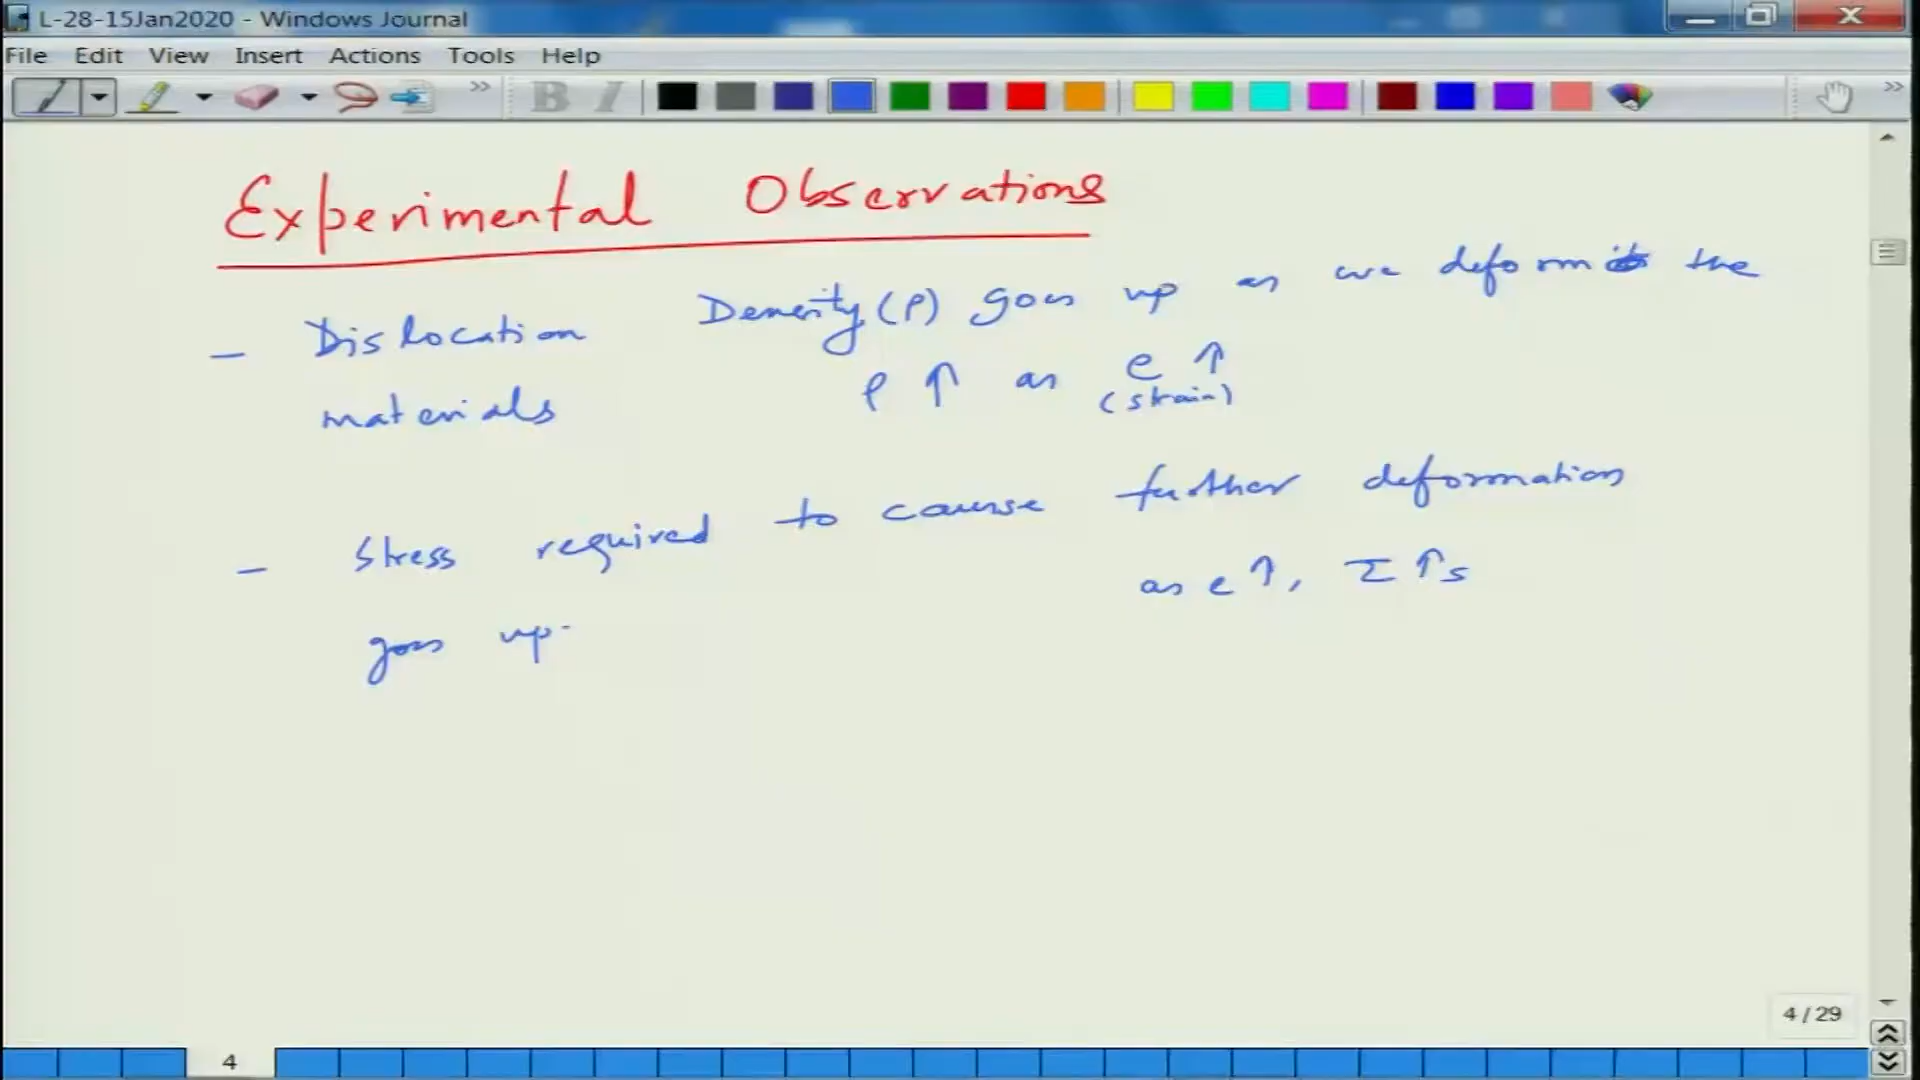 L-28-15Jan2020 - Windows Journal
File Edit View Insert Actions Tools Help
B I
Experimental Observations
- Dislocation Density (ρ) goes up as we deform the
materials ρ ↑ as e ↑
(strain)
- Stress required to cause further deformation
goes up. as e ↑, τ ↑s
4 / 29
4